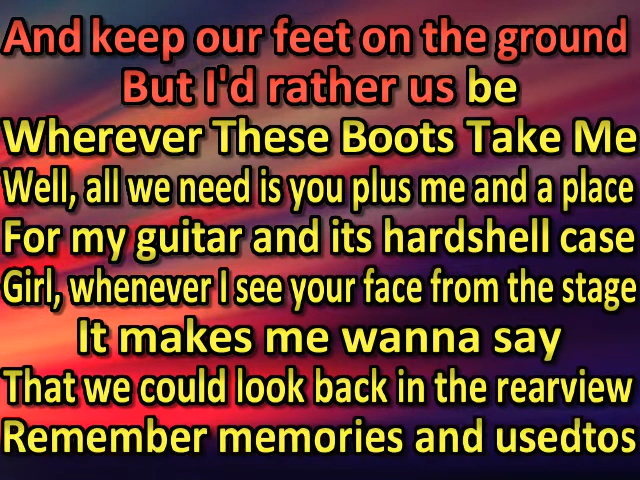 And keep our feet on the ground
But I'd rather us be
Wherever These Boots Take Me
Well, all we need is you plus me and a place
For my guitar and its hardshell case
Girl, whenever I see your face from the stage
It makes me wanna say
That we could look back in the rearview
Remember memories and usedtos